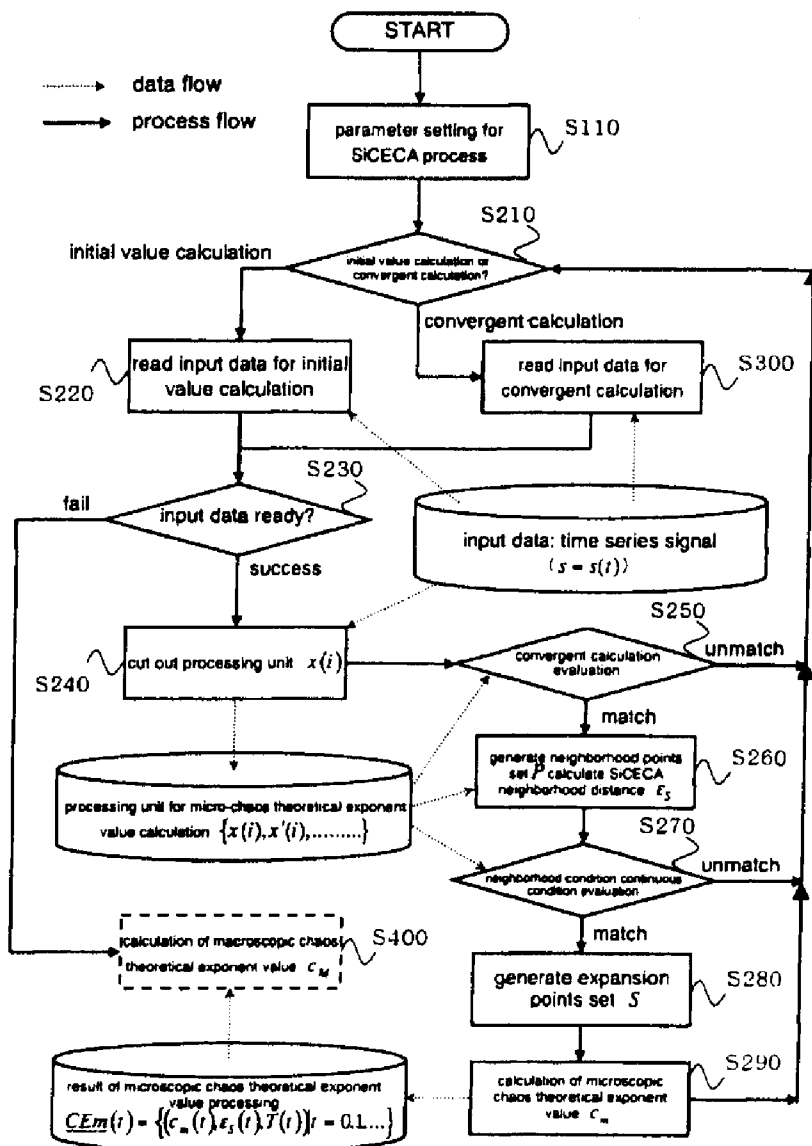 START
data flow
process flow
parameter setting for
SiCECA process
S110
S210
initial value calculation
initial value calculation or
convergent calculation?
convergent calculation
read input data for initial
value calculation
S220
read input data for
convergent calculation
S300
S230
fail
input data ready?
success
input data: time series signal
(s = s(t))
S240
cut out processing unit x(i)
S250
convergent calculation
evaluation
unmatch
match
generate neighborhood points
set P calculate SiCECA
neighborhood distance ε_S
S260
processing unit for micro-chaos theoretical exponent
value calculation {x(i), x'(i),.........}
S270
neighborhood condition continuous
condition evaluation
unmatch
match
calculation of macroscopic chaos
theoretical exponent value c_M
S400
generate expansion
points set S
S280
S290
calculation of microscopic
chaos theoretical exponent
value c_m
result of microscopic chaos theoretical exponent
value processing
CEm(t) = {[c_m(t), ε_S(t), T(t)]|t = 0.1...}